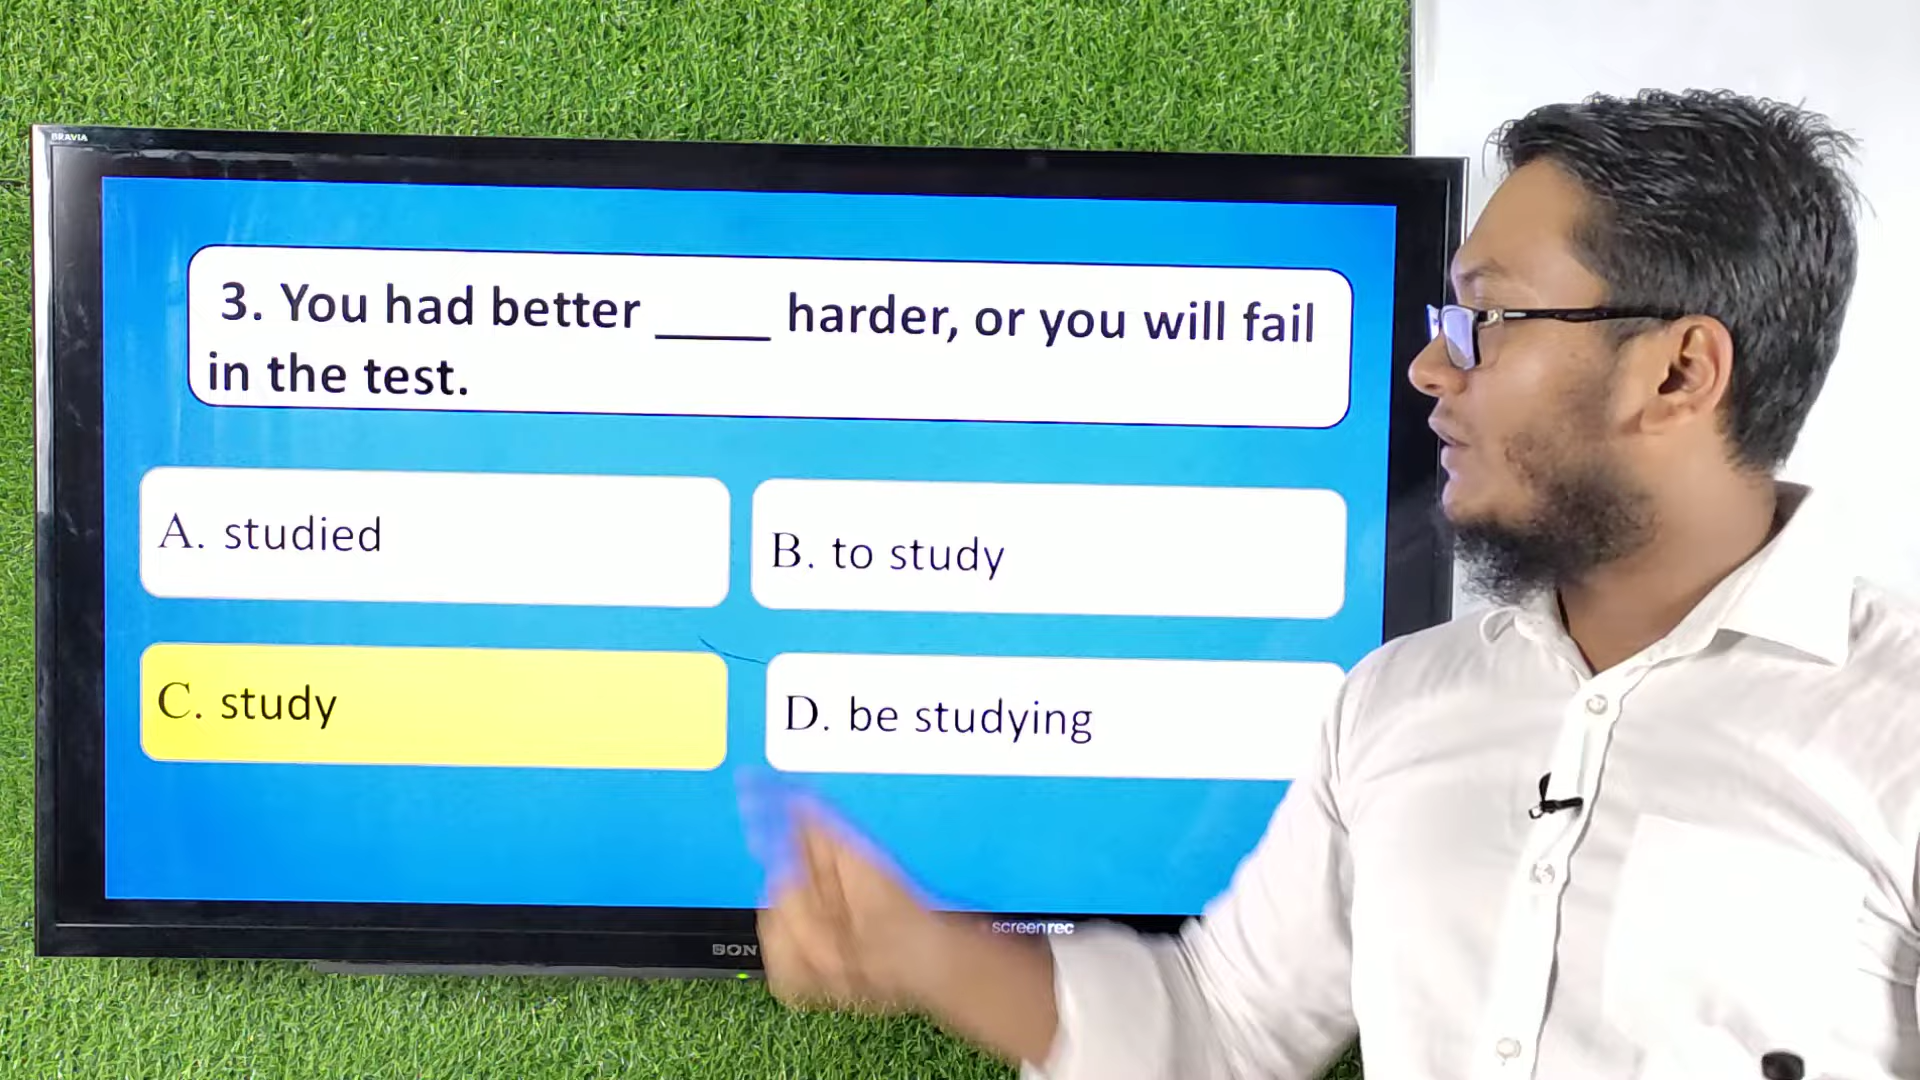 BRAVIA
3. You had better _____ harder, or you will fail
in the test.
A. studied
B. to study
C. study
D. be studying
screenrec